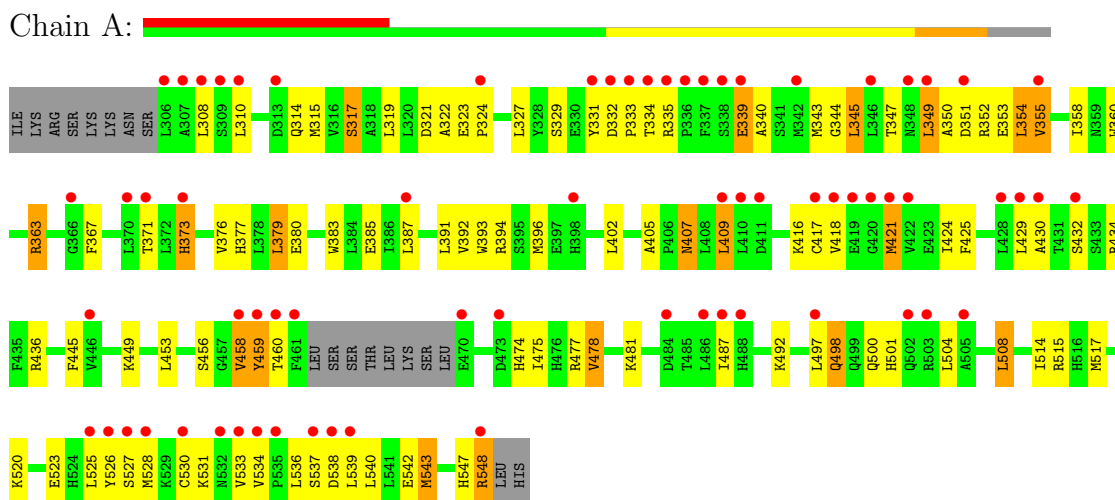 Chain A:
ILE LYS ARG SER LYS LYS ASN SER L306 A307 L308 S309 L310 D313 Q314 M315 V316 S317 A318 L319 L320 D321 A322 E323 P324 L327 Y328 S329 E330 Y331 D332 P333 T334 R335 P336 F337 S338 E339 A340 S341 M342 M343 G344 L345 L346 T347 N348 L349 A350 D351 R352 E353 L354 V355 I358 N359 W360
R363 G366 F367 L370 T371 L372 H373 V376 H377 L378 L379 E380 W383 L384 E385 I386 L387 L391 V392 W393 R394 S395 M396 E397 H398 L402 A405 P406 N407 L408 L409 L410 D411 K416 C417 V418 E419 G420 M421 V422 E423 I424 F425 L428 L429 A430 T431 S432 S433 R434
F435 R436 F445 V446 K449 L453 S456 G457 V458 Y459 T460 F461 LEU SER SER THR LEU LYS SER LEU E470 D473 H474 I475 H476 R477 V478 K481 D484 T485 L486 I487 H488 K492 L497 Q498 Q499 Q500 H501 Q502 R503 L504 A505 L508 I514 R515 H516 M517
K520 E523 H524 L525 Y526 S527 M528 K529 C530 K531 N532 V533 V534 P535 L536 S537 D538 L539 L540 L541 E542 M543 H547 R548 LEU HIS